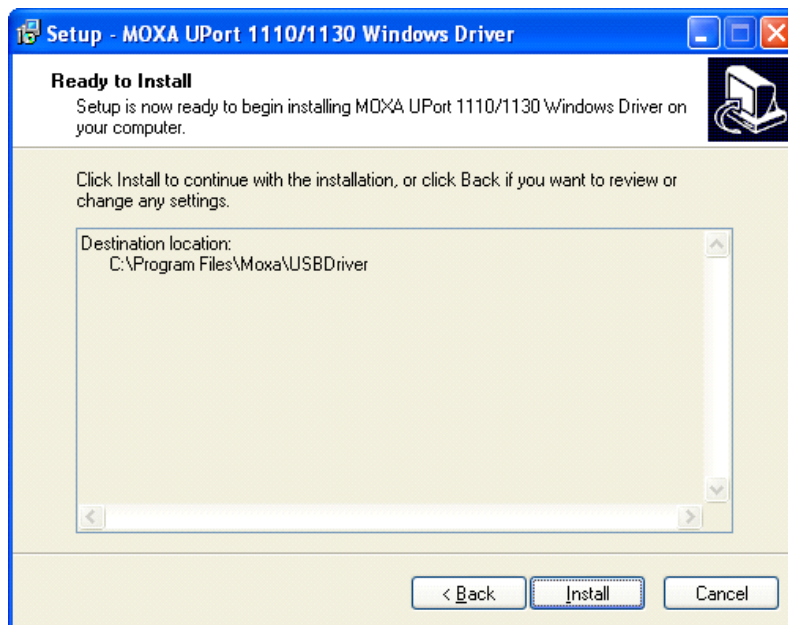 Setup - MOXA UPort 1110/1130 Windows Driver
Ready to Install
Setup is now ready to begin installing MOXA UPort 1110/1130 Windows Driver on
your computer.
Click Install to continue with the installation, or click Back if you want to review or
change any settings.
Destination location:
C:\Program Files\Moxa\USBDriver
< Back
Install
Cancel